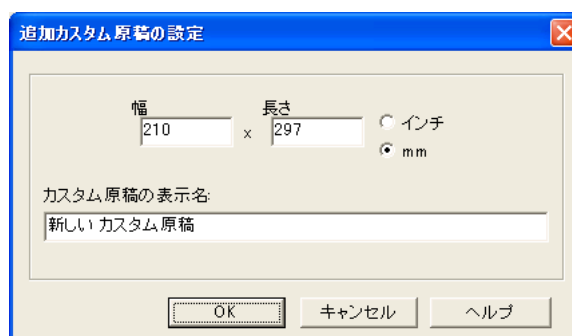 追加カスタム原稿の設定
幅 長さ
210 x 297
インチ
mm
カスタム原稿の表示名:
新しい カスタム原稿
OK キャンセル ヘルプ